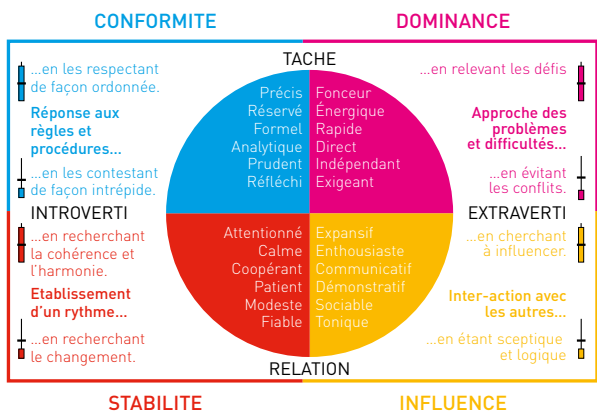 CONFORMITE
DOMINANCE
TACHE
...en les respectant
de façon ordonnée.
Réponse aux
règles et
procédures...
...en les contestant
de façon intrépide.
Précis
Réservé
Formel
Analytique
Prudent
Réfléchi
Fonceur
Énergique
Rapide
Direct
Indépendant
Exigeant
...en relevant les défis
Approche des
problèmes
et difficultés...
...en évitant
les conflits.
INTROVERTI
EXTRAVERTI
...en recherchant
la cohérence et
l'harmonie.
Etablissement
d'un rythme...
...en recherchant
le changement.
Attentionné
Calme
Coopérant
Patient
Modeste
Fiable
Expansif
Enthousiaste
Communicatif
Démonstratif
Sociable
Tonique
...en cherchant
à influencer.
Inter-action avec
les autres...
...en étant sceptique
et logique
RELATION
STABILITE
INFLUENCE